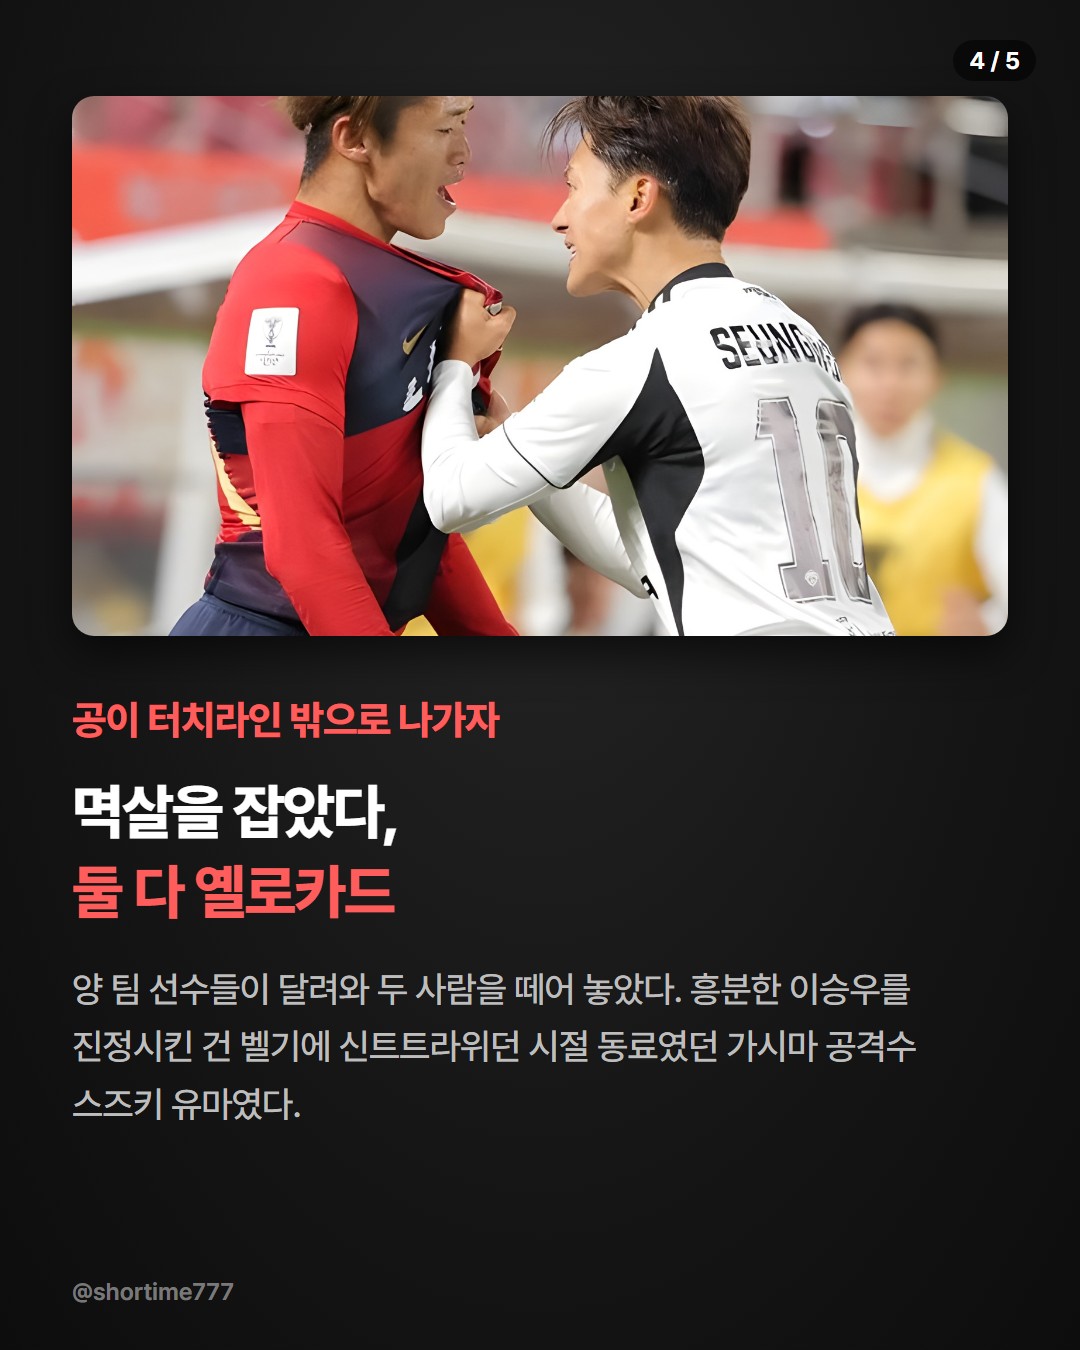 4 / 5
SEUNG
10
공이 터치라인 밖으로 나가자
멱살을 잡았다,
둘 다 옐로카드
양 팀 선수들이 달려와 두 사람을 떼어 놓았다. 흥분한 이승우를
진정시킨 건 벨기에 신트트라위던 시절 동료였던 가시마 공격수
스즈키 유마였다.
@shortime777